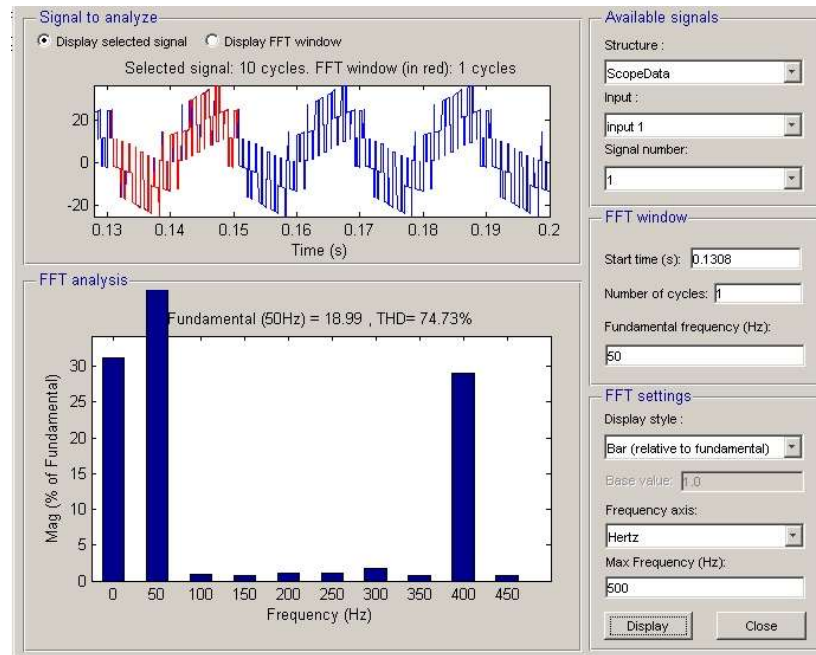 Signal to analyze
Display selected signal Display FFT window
Selected signal: 10 cycles. FFT window (in red): 1 cycles
20
0
-20
0.13 0.14 0.15 0.16 0.17 0.18 0.19 0.2
Time (s)
FFT analysis
Fundamental (50Hz) = 18.99 , THD= 74.73%
Mag (% of Fundamental)
30
25
20
15
10
5
0
0 50 100 150 200 250 300 350 400 450
Frequency (Hz)
Available signals
Structure :
ScopeData
Input :
input 1
Signal number:
1
FFT window
Start time (s): 0.1308
Number of cycles: 1
Fundamental frequency (Hz):
50
FFT settings
Display style :
Bar (relative to fundamental)
Base value: 1.0
Frequency axis:
Hertz
Max Frequency (Hz):
500
Display Close